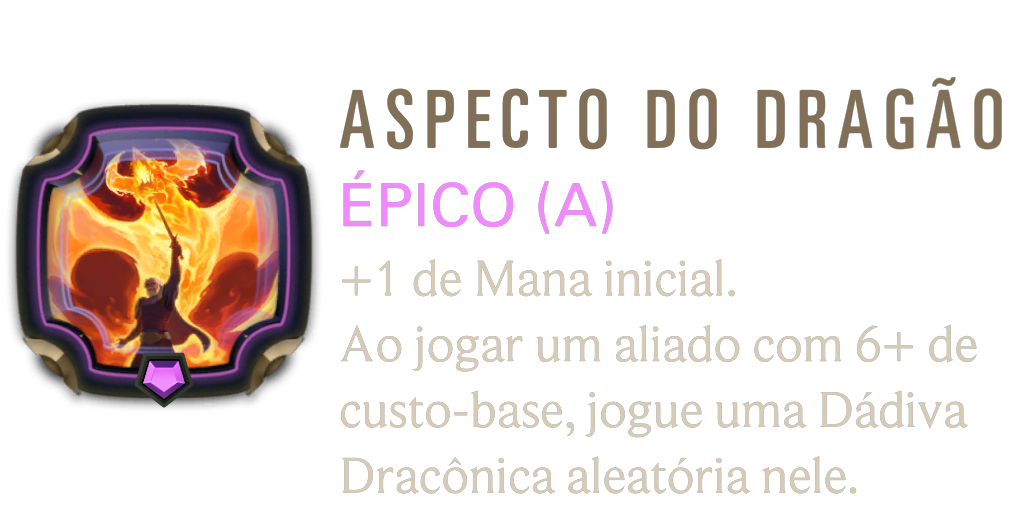 ASPECTO DO DRAGÃO
ÉPICO (A)
+1 de Mana inicial.
Ao jogar um aliado com 6+ de
custo-base, jogue uma Dádiva
Dracônica aleatória nele.